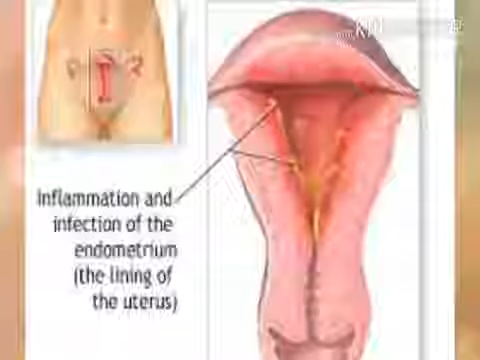 Inflammation and
infection of the
endometrium
(the lining of
the uterus)